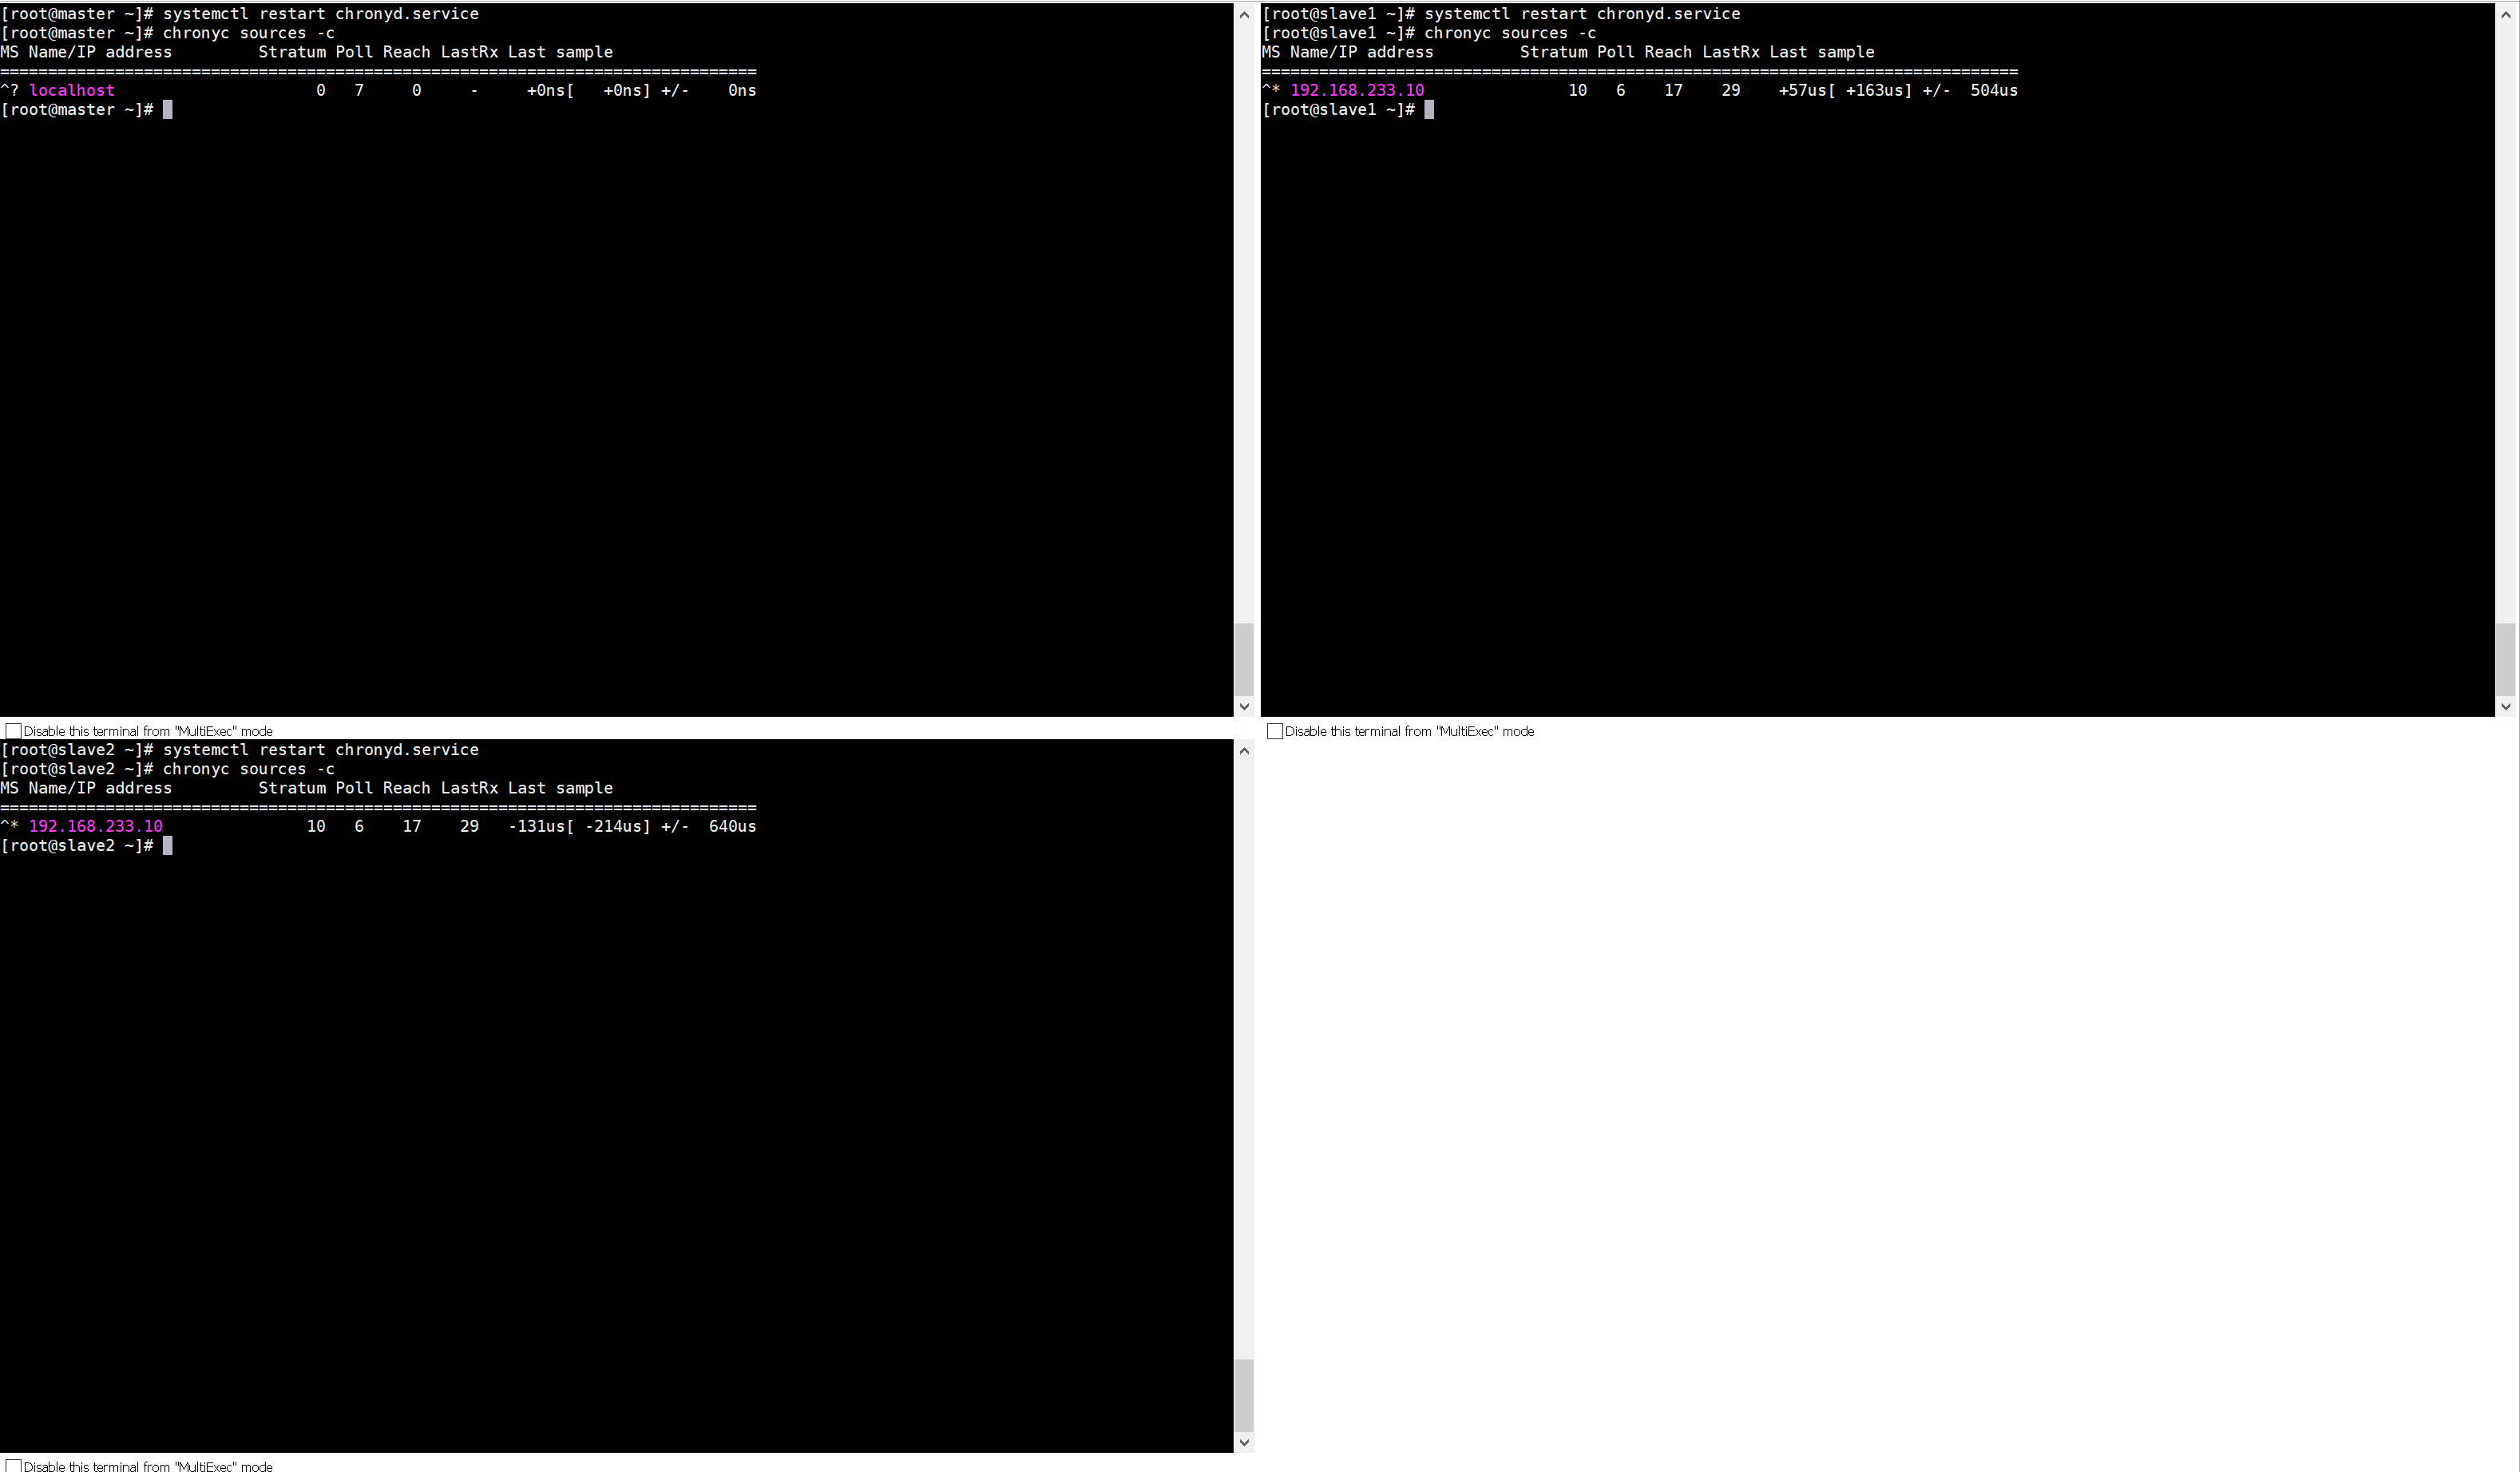 [root@master ~]# systemctl restart chronyd.service
[root@master ~]# chronyc sources -c
MS Name/IP address         Stratum Poll Reach LastRx Last sample
===============================================================================
^? localhost                     0   7     0     -     +0ns[   +0ns] +/-    0ns
[root@master ~]#
Disable this terminal from "MultiExec" mode
[root@slave1 ~]# systemctl restart chronyd.service
[root@slave1 ~]# chronyc sources -c
MS Name/IP address         Stratum Poll Reach LastRx Last sample
===============================================================================
^* 192.168.233.10               10   6    17    29    +57us[ +163us] +/-  504us
[root@slave1 ~]#
Disable this terminal from "MultiExec" mode
[root@slave2 ~]# systemctl restart chronyd.service
[root@slave2 ~]# chronyc sources -c
MS Name/IP address         Stratum Poll Reach LastRx Last sample
===============================================================================
^* 192.168.233.10               10   6    17    29   -131us[ -214us] +/-  640us
[root@slave2 ~]#
Disable this terminal from "MultiExec" mode